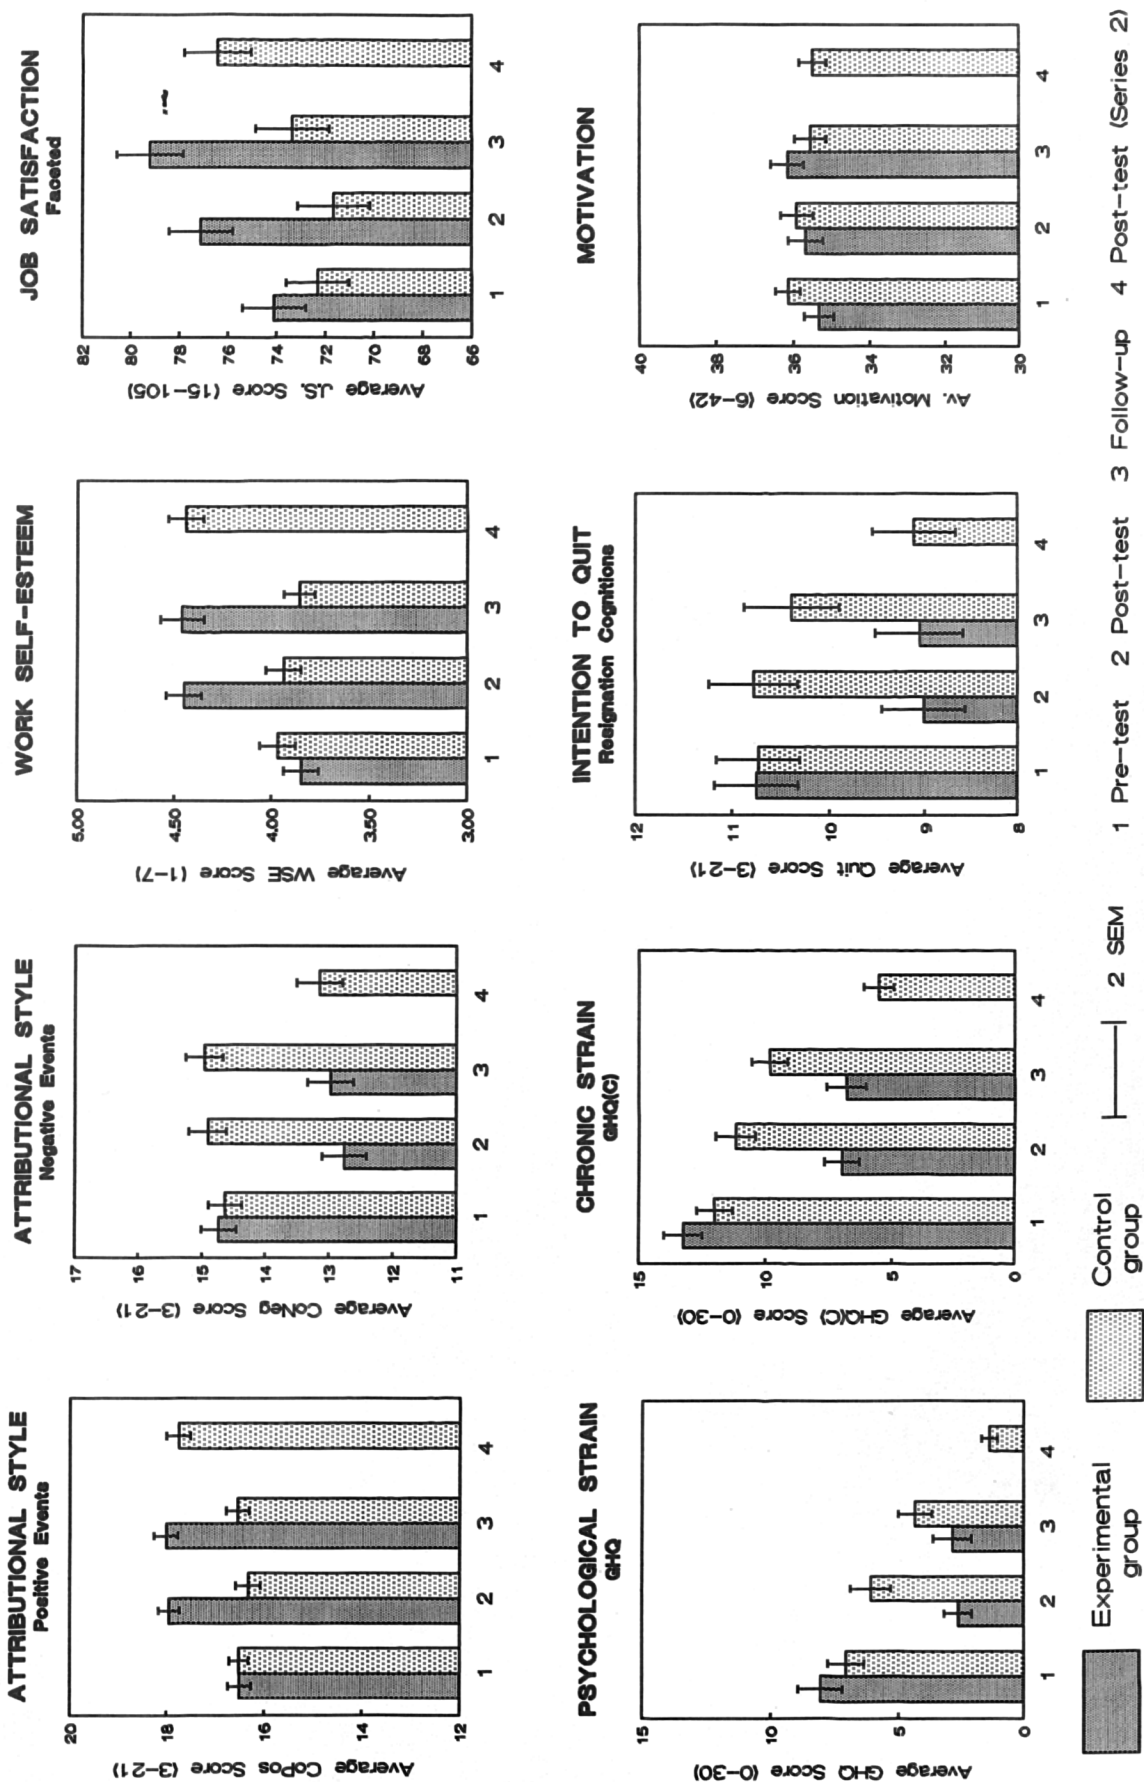 ATTRIBUTIONAL STYLE
Positive Events
Average CoPos Score (3-21)
20
18
16
14
12
1 2 3 4
ATTRIBUTIONAL STYLE
Negative Events
Average CoNeg Score (3-21)
17
16
15
14
13
12
11
1 2 3 4
WORK SELF-ESTEEM
Average WSE Score (1-7)
5.00
4.50
4.00
3.50
3.00
1 2 3 4
JOB SATISFACTION
Faceted
Average J.S. Score (15-105)
82
80
78
76
74
72
70
68
66
1 2 3 4
PSYCHOLOGICAL STRAIN
GHQ
Average GHQ Score (0-30)
15
10
5
0
1 2 3 4
CHRONIC STRAIN
GHQ(C)
Average GHQ(C) Score (0-30)
15
10
5
0
1 2 3 4
INTENTION TO QUIT
Resignation Cognitions
Average Quit Score (3-21)
12
11
10
9
8
1 2 3 4
MOTIVATION
Av. Motivation Score (6-42)
40
38
36
34
32
30
1 2 3 4
Experimental
group
Control
group
2 SEM
1 Pre-test 2 Post-test 3 Follow-up 4 Post-test (Series 2)